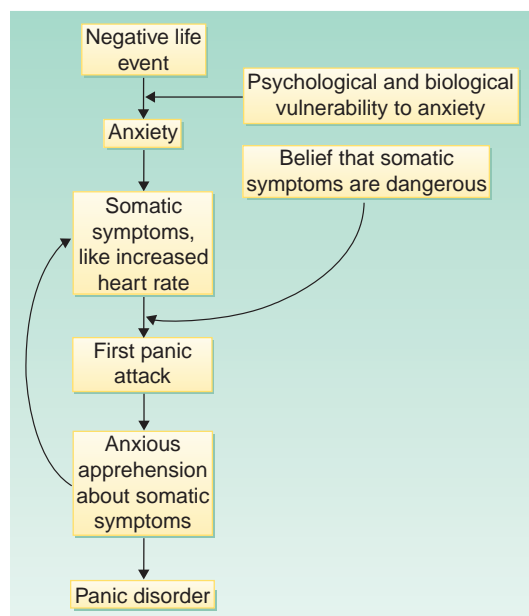 Negative life
event
Psychological and biological
vulnerability to anxiety
Anxiety
Belief that somatic
symptoms are dangerous
Somatic
symptoms,
like increased
heart rate
First panic
attack
Anxious
apprehension
about somatic
symptoms
Panic disorder